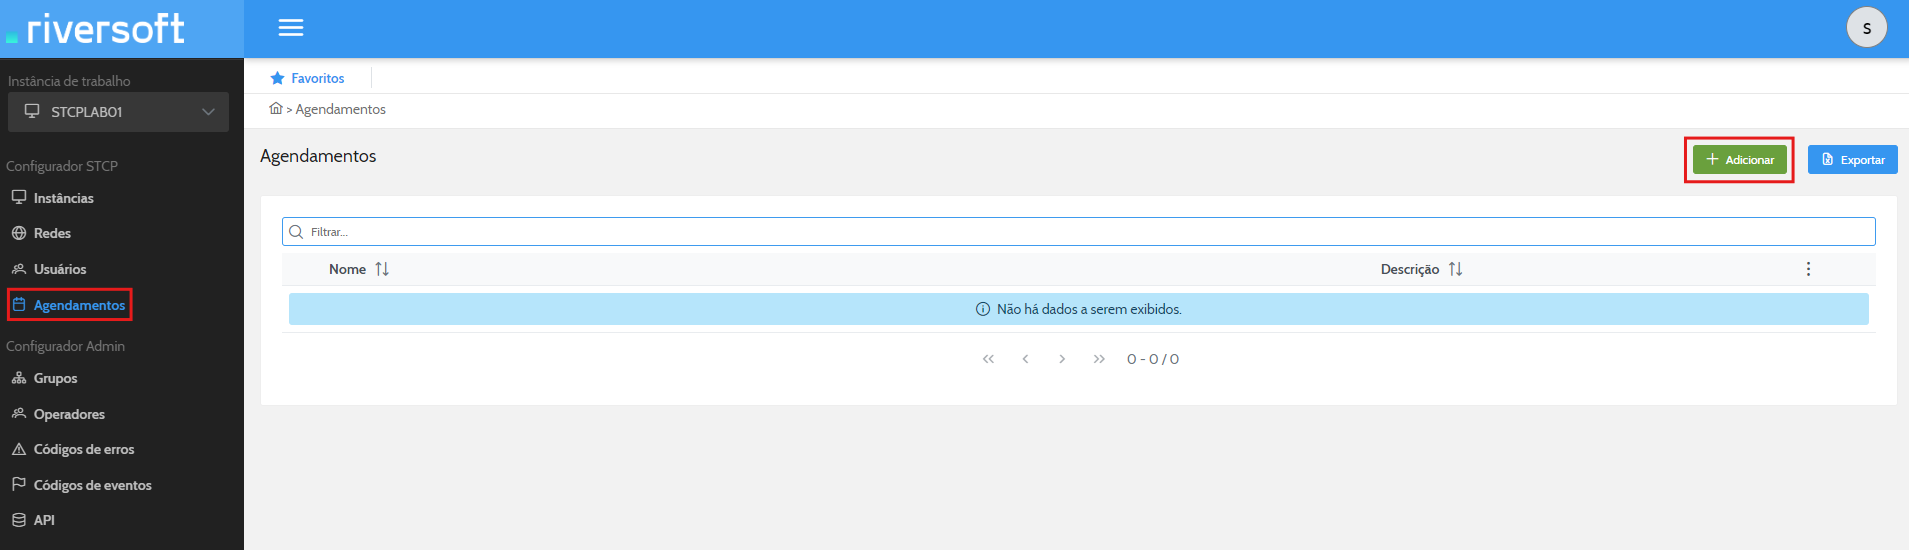 riversoft
S
Instância de trabalho
STCPLAB01
Configurador STCP
Instâncias
Redes
Usuários
Agendamentos
Configurador Admin
Grupos
Operadores
Códigos de erros
Códigos de eventos
API
Favoritos
> Agendamentos
Agendamentos
Adicionar
Exportar
Filtrar...
Nome Descrição
Não há dados a serem exibidos.
0 - 0 / 0